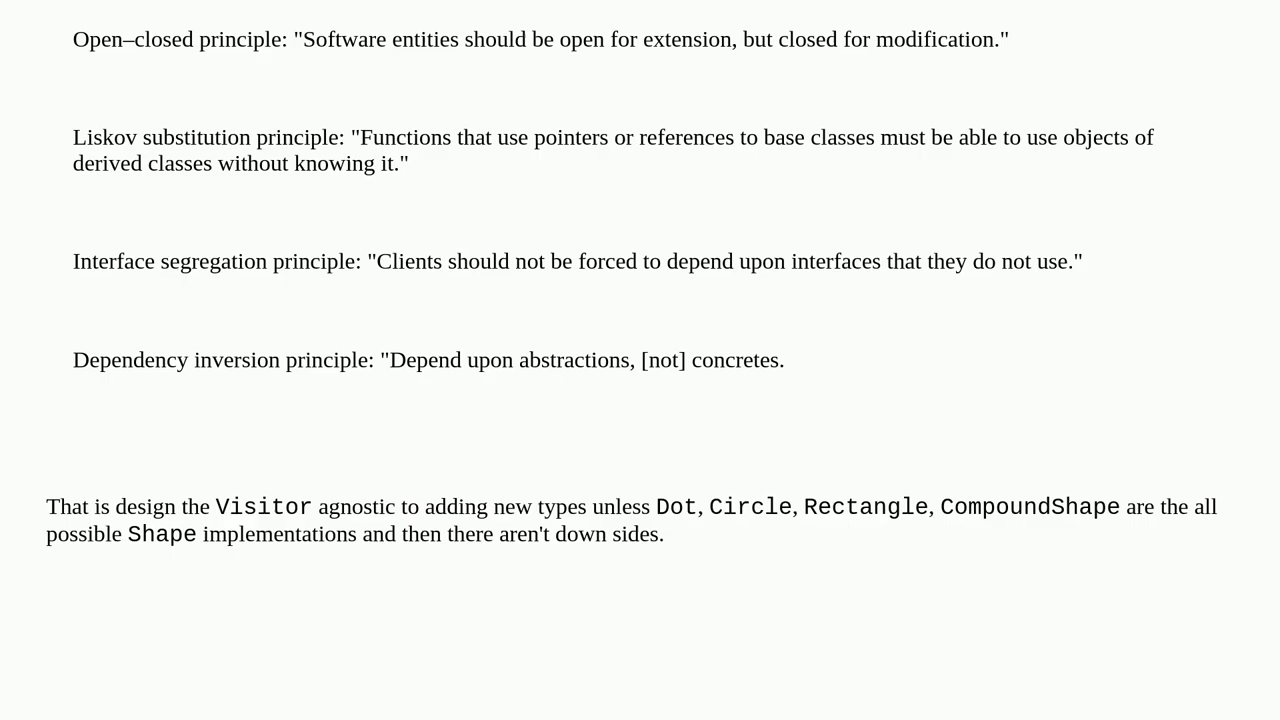 Open–closed principle: "Software entities should be open for extension, but closed for modification."
Liskov substitution principle: "Functions that use pointers or references to base classes must be able to use objects of
derived classes without knowing it."
Interface segregation principle: "Clients should not be forced to depend upon interfaces that they do not use."
Dependency inversion principle: "Depend upon abstractions, [not] concretes.
That is design the Visitor agnostic to adding new types unless Dot, Circle, Rectangle, CompoundShape are the all
possible Shape implementations and then there aren't down sides.